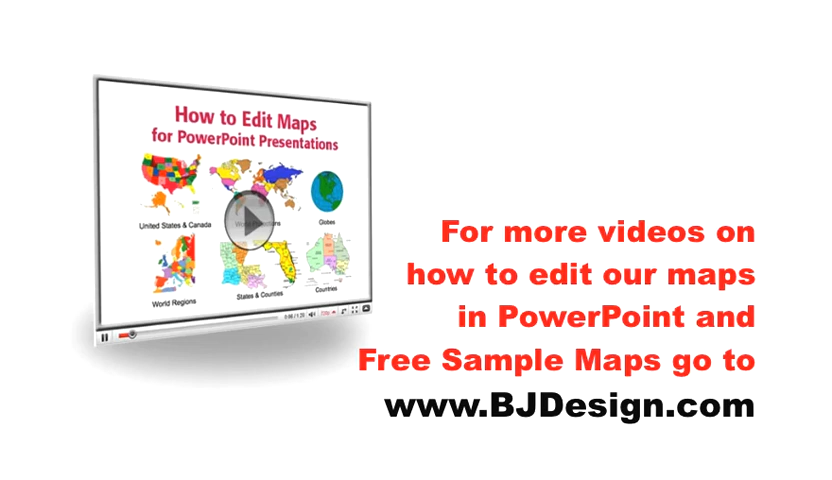 How to Edit Maps
for PowerPoint Presentations
United States & Canada
Globes
World Regions
States & Counties
Countries
For more videos on
how to edit our maps
in PowerPoint and
Free Sample Maps go to
www.BJDesign.com